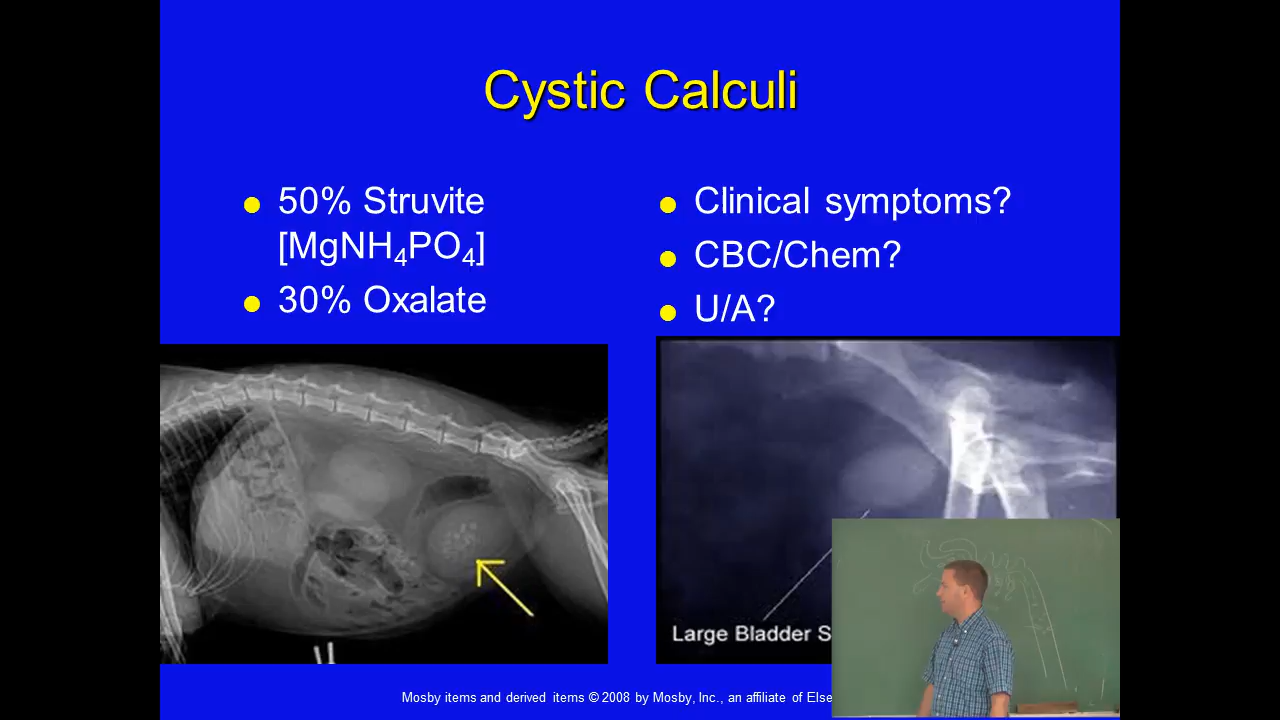 Cystic Calculi
50% Struvite
[MgNH₄PO₄]
30% Oxalate
Clinical symptoms?
CBC/Chem?
U/A?
Large Bladder S
Mosby items and derived items © 2008 by Mosby, Inc., an affiliate of Else